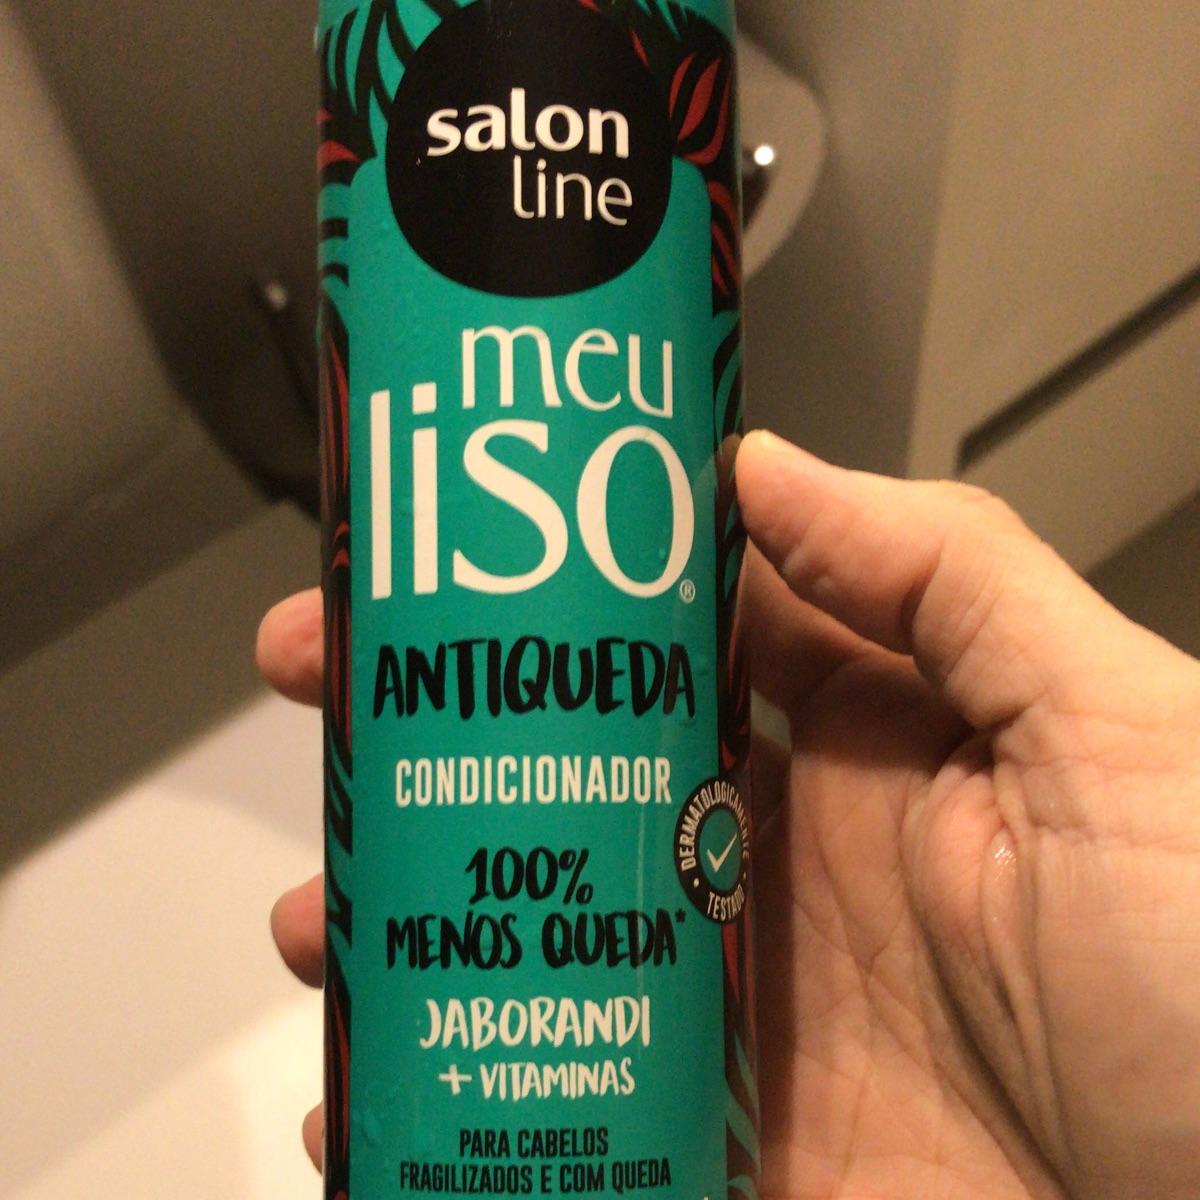 salon
line
meu
liso®
ANTIQUEDA
CONDICIONADOR
DERMATOLOGICAMENTE
TESTADO
100%
MENOS QUEDA*
JABORANDI
+ VITAMINAS
PARA CABELOS
FRAGILIZADOS E COM QUEDA